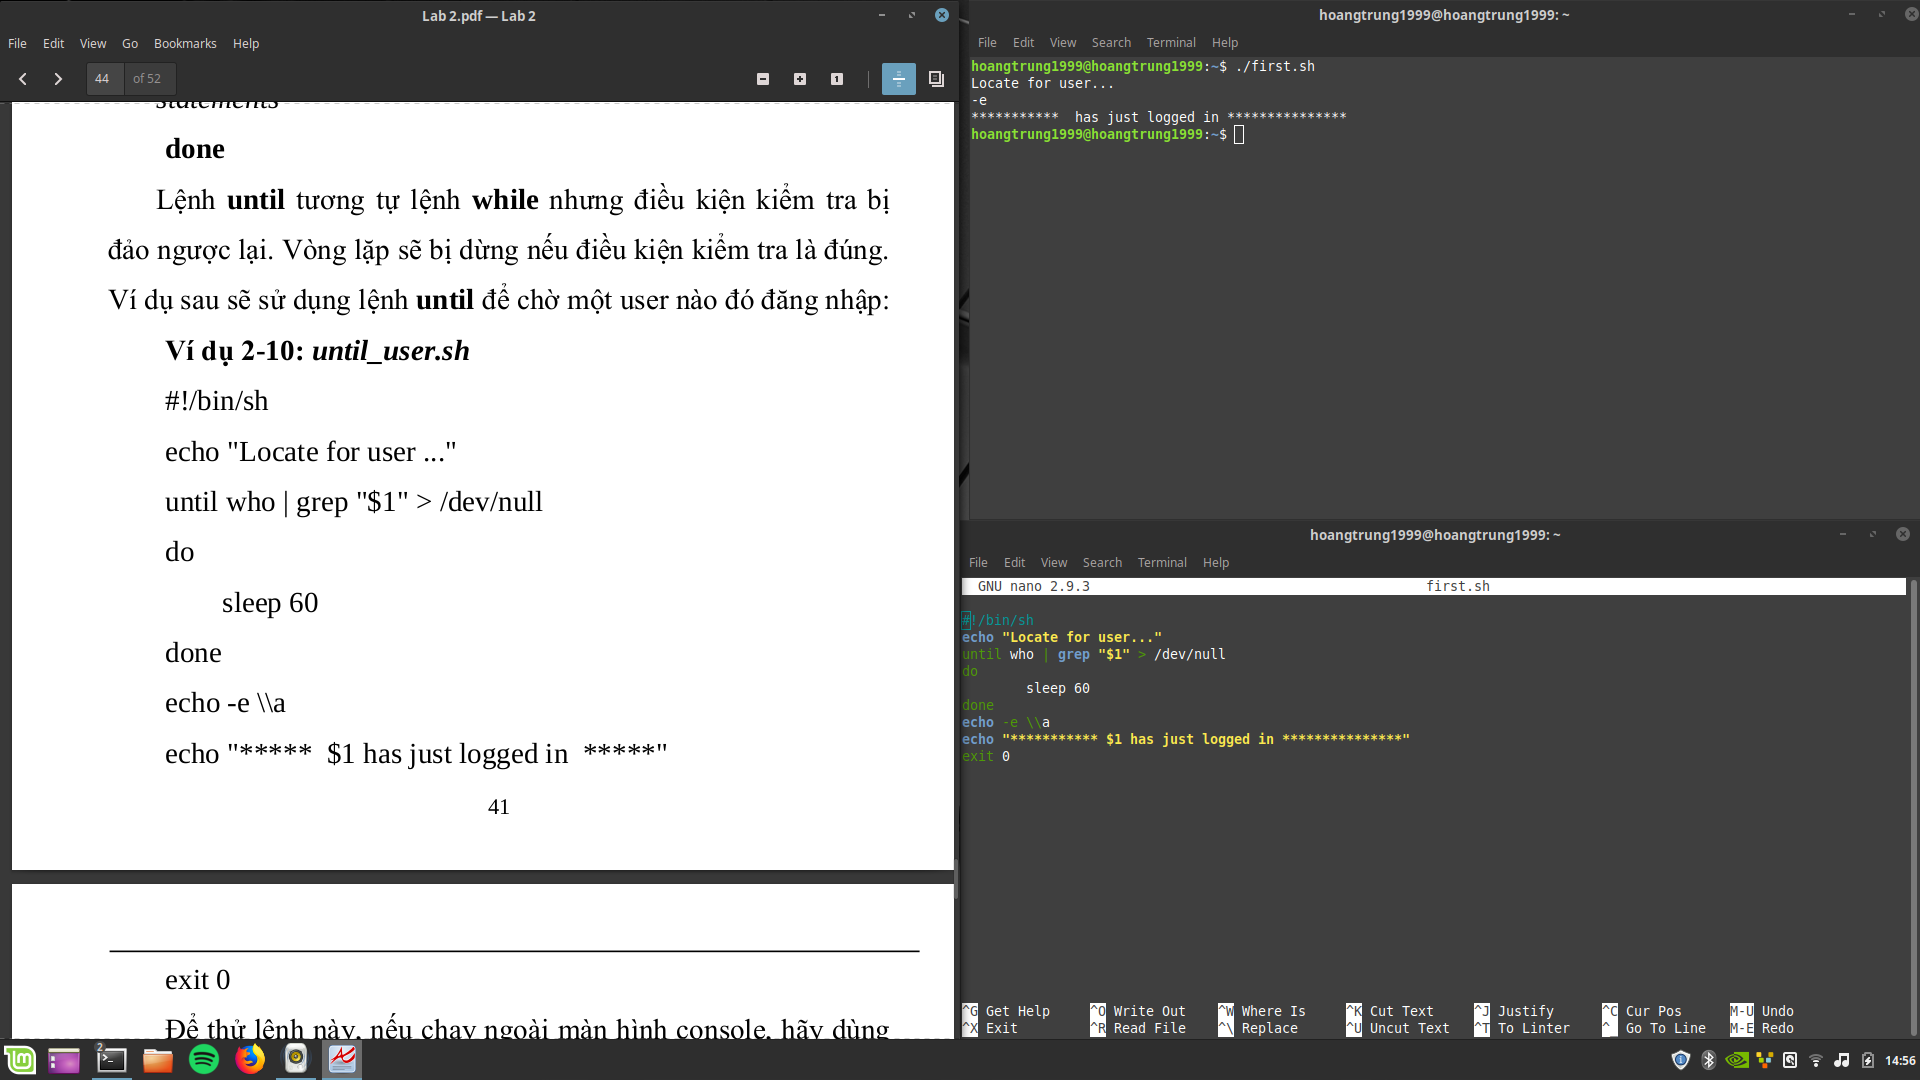 Lab 2.pdf — Lab 2
File Edit View Go Bookmarks Help
44 of 52
statements
done
Lệnh until tương tự lệnh while nhưng điều kiện kiểm tra bị
đảo ngược lại. Vòng lặp sẽ bị dừng nếu điều kiện kiểm tra là đúng.
Ví dụ sau sẽ sử dụng lệnh until để chờ một user nào đó đăng nhập:
Ví dụ 2-10: until_user.sh
#!/bin/sh
echo "Locate for user ..."
until who | grep "$1" > /dev/null
do
sleep 60
done
echo -e \\a
echo "*****  $1 has just logged in  *****"
41
exit 0
Để thử lệnh này, nếu chạy ngoài màn hình console, hãy dùng
hoangtrung1999@hoangtrung1999: ~
File Edit View Search Terminal Help
hoangtrung1999@hoangtrung1999:~$ ./first.sh
Locate for user...
-e
***********  has just logged in ***************
hoangtrung1999@hoangtrung1999:~$
hoangtrung1999@hoangtrung1999: ~
File Edit View Search Terminal Help
GNU nano 2.9.3 first.sh
#!/bin/sh
echo "Locate for user..."
until who | grep "$1" > /dev/null
do
sleep 60
done
echo -e \\a
echo "*********** $1 has just logged in ***************"
exit 0
^G Get Help ^O Write Out ^W Where Is ^K Cut Text ^J Justify ^C Cur Pos M-U Undo
^X Exit ^R Read File ^\ Replace ^U Uncut Text ^T To Linter ^_ Go To Line M-E Redo
2
14:56